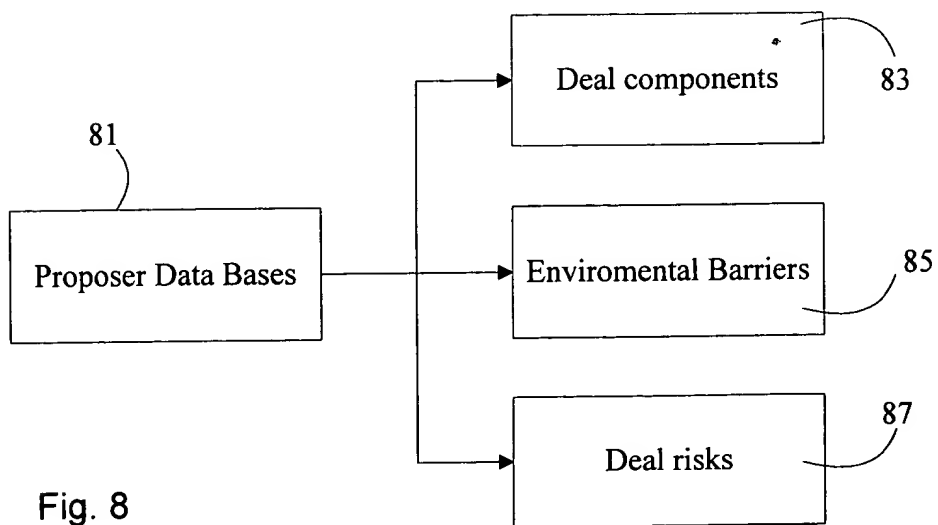 Deal components
83
81
Proposer Data Bases
Enviromental Barriers
85
87
Deal risks
Fig. 8